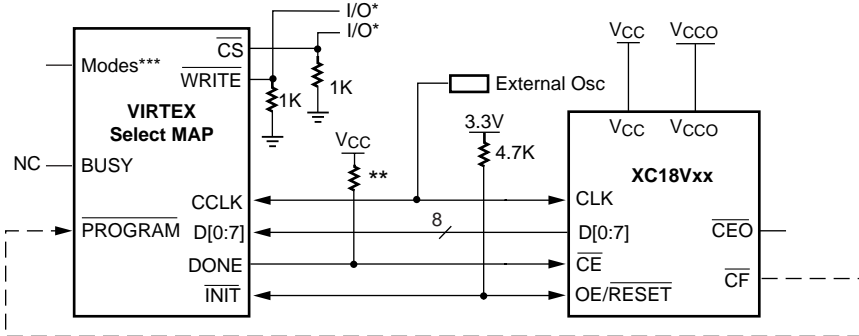 I/O*
I/O*
CS
Modes***
WRITE
1K
1K
External Osc
VCC
VCCO
VIRTEX
Select MAP
3.3V
4.7K
VCC
VCCO
VCC
**
XC18Vxx
NC
BUSY
CCLK
CLK
PROGRAM
D[0:7]
8
D[0:7]
CEO
DONE
CE
CF
INIT
OE/RESET